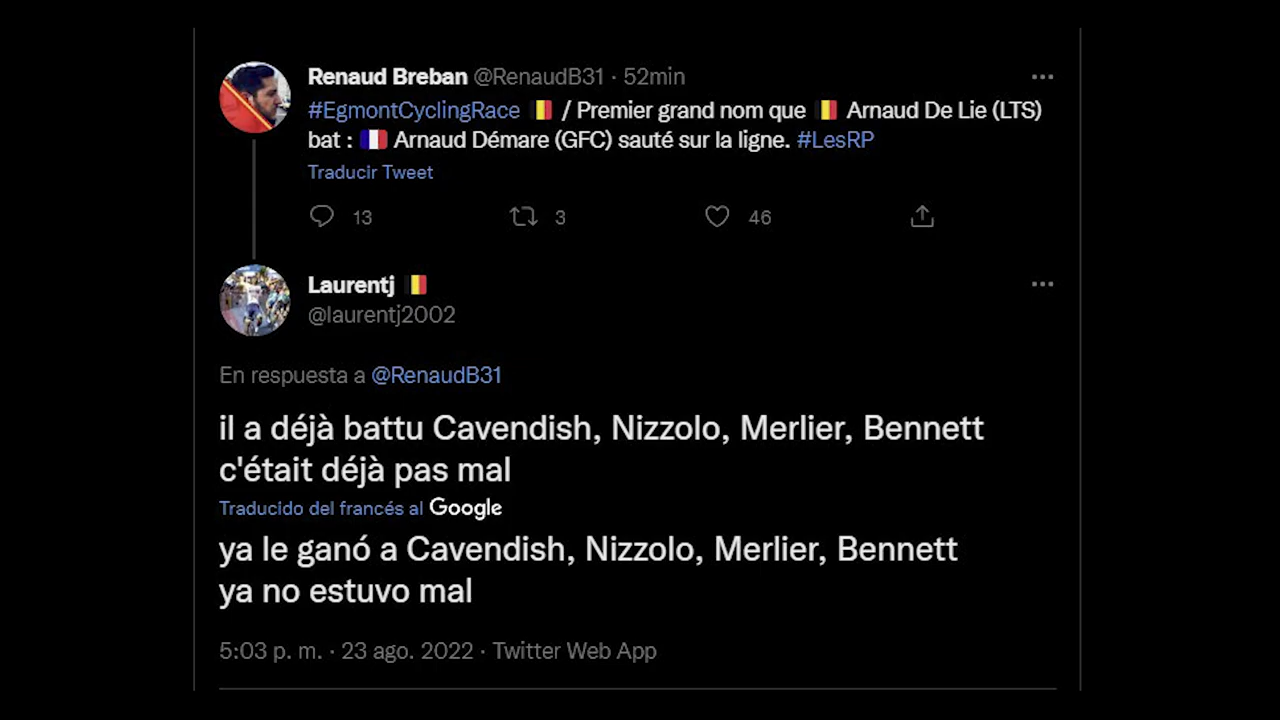 Renaud Breban @RenaudB31 · 52min
#EgmontCyclingRace 🇧🇪 / Premier grand nom que 🇧🇪 Arnaud De Lie (LTS)
bat : 🇫🇷 Arnaud Démare (GFC) sauté sur la ligne. #LesRP
Traducir Tweet
13 3 46
Laurentj 🇧🇪
@laurentj2002
En respuesta a @RenaudB31
il a déjà battu Cavendish, Nizzolo, Merlier, Bennett
c'était déjà pas mal
Traducido del francés al Google
ya le ganó a Cavendish, Nizzolo, Merlier, Bennett
ya no estuvo mal
5:03 p. m. · 23 ago. 2022 · Twitter Web App